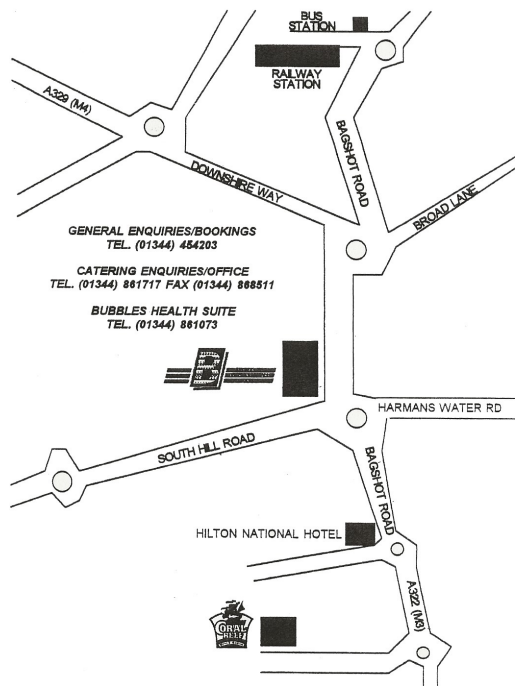 BUS
STATION
RAILWAY
STATION
A329 (M4)
BAGSHOT ROAD
DOWNSHIRE WAY
BROAD LANE
GENERAL ENQUIRIES/BOOKINGS
TEL. (01344) 454203
CATERING ENQUIRIES/OFFICE
TEL. (01344) 861717 FAX (01344) 868511
BUBBLES HEALTH SUITE
TEL. (01344) 861073
HARMANS WATER RD
SOUTH HILL ROAD
BAGSHOT ROAD
HILTON NATIONAL HOTEL
A322 (M3)
CORAL
REEF